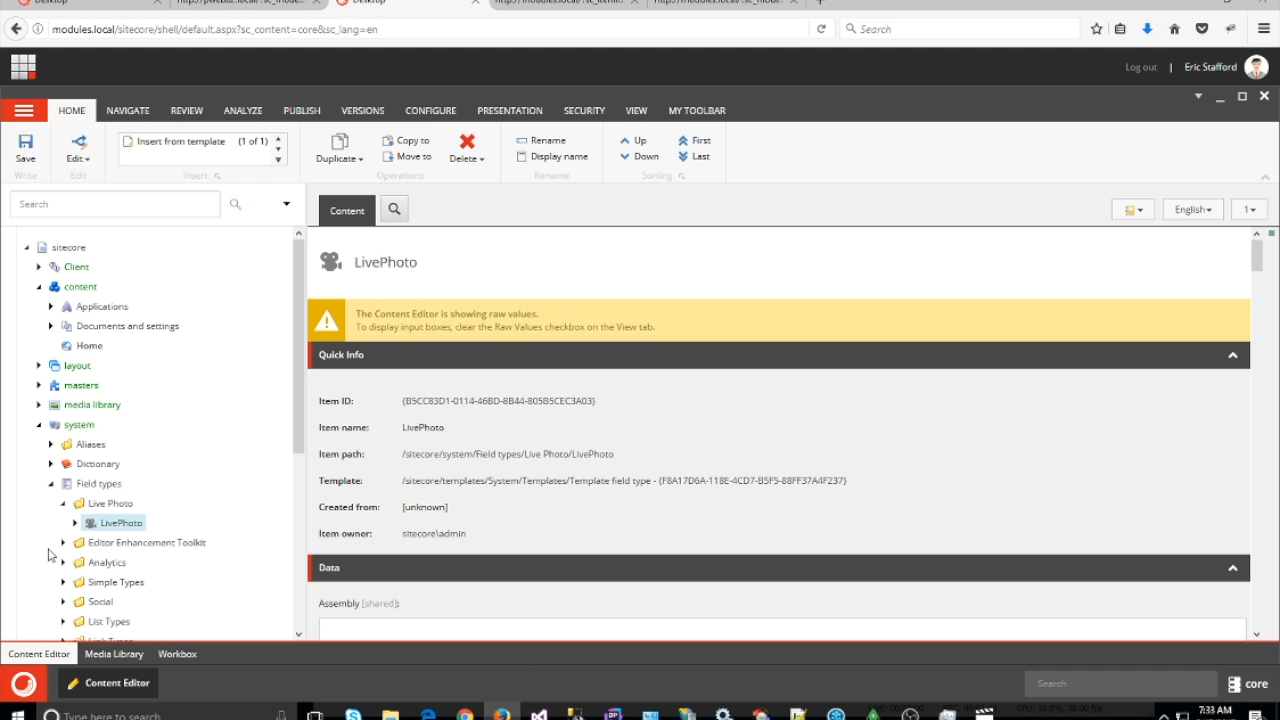 Desktop
Desktop
modules.local/sitecore/shell/default.aspx?sc_content=core&sc_lang=en
Search
Log out | Eric Stafford
HOME NAVIGATE REVIEW ANALYZE PUBLISH VERSIONS CONFIGURE PRESENTATION SECURITY VIEW MY TOOLBAR
Insert from template (1 of 1) Copy to Rename Up First
Save Edit Duplicate Move to Delete Display name Down Last
Write Edit Insert Operations Rename Sorting
Search
Content
English 1
sitecore
Client
content
Applications
Documents and settings
Home
layout
masters
media library
system
Aliases
Dictionary
Field types
Live Photo
LivePhoto
Editor Enhancement Toolkit
Analytics
Simple Types
Social
List Types
Link Types
LivePhoto
The Content Editor is showing raw values.
To display input boxes, clear the Raw Values checkbox on the View tab.
Quick Info
Item ID: {B5CC83D1-0114-46BD-8B44-805B5CEC3A03}
Item name: LivePhoto
Item path: /sitecore/system/Field types/Live Photo/LivePhoto
Template: /sitecore/templates/System/Templates/Template field type - {F8A17D6A-118E-4CD7-B5F5-88FF37A4F237}
Created from: [unknown]
Item owner: sitecore\admin
Data
Assembly [shared]:
Content Editor Media Library Workbox
Content Editor
Search
core
Type here to search
7:33 AM